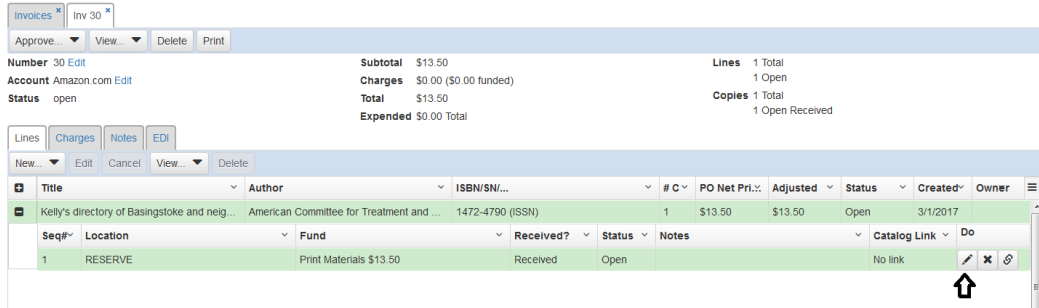 Invoices × Inv 30 ×
Approve... View... Delete Print
Number 30 Edit Subtotal $13.50 Lines 1 Total
Account Amazon.com Edit Charges $0.00 ($0.00 funded) 1 Open
Status open Total $13.50 Copies 1 Total
Expended $0.00 Total 1 Open Received
Lines Charges Notes EDI
New... Edit Cancel View... Delete
Title Author ISBN/SN/... # C PO Net Pri... Adjusted Status Created Owner
Kelly's directory of Basingstoke and neig... American Committee for Treatment and ... 1472-4790 (ISSN) 1 $13.50 $13.50 Open 3/1/2017
Seq# Location Fund Received? Status Notes Catalog Link Do
1 RESERVE Print Materials $13.50 Received Open No link